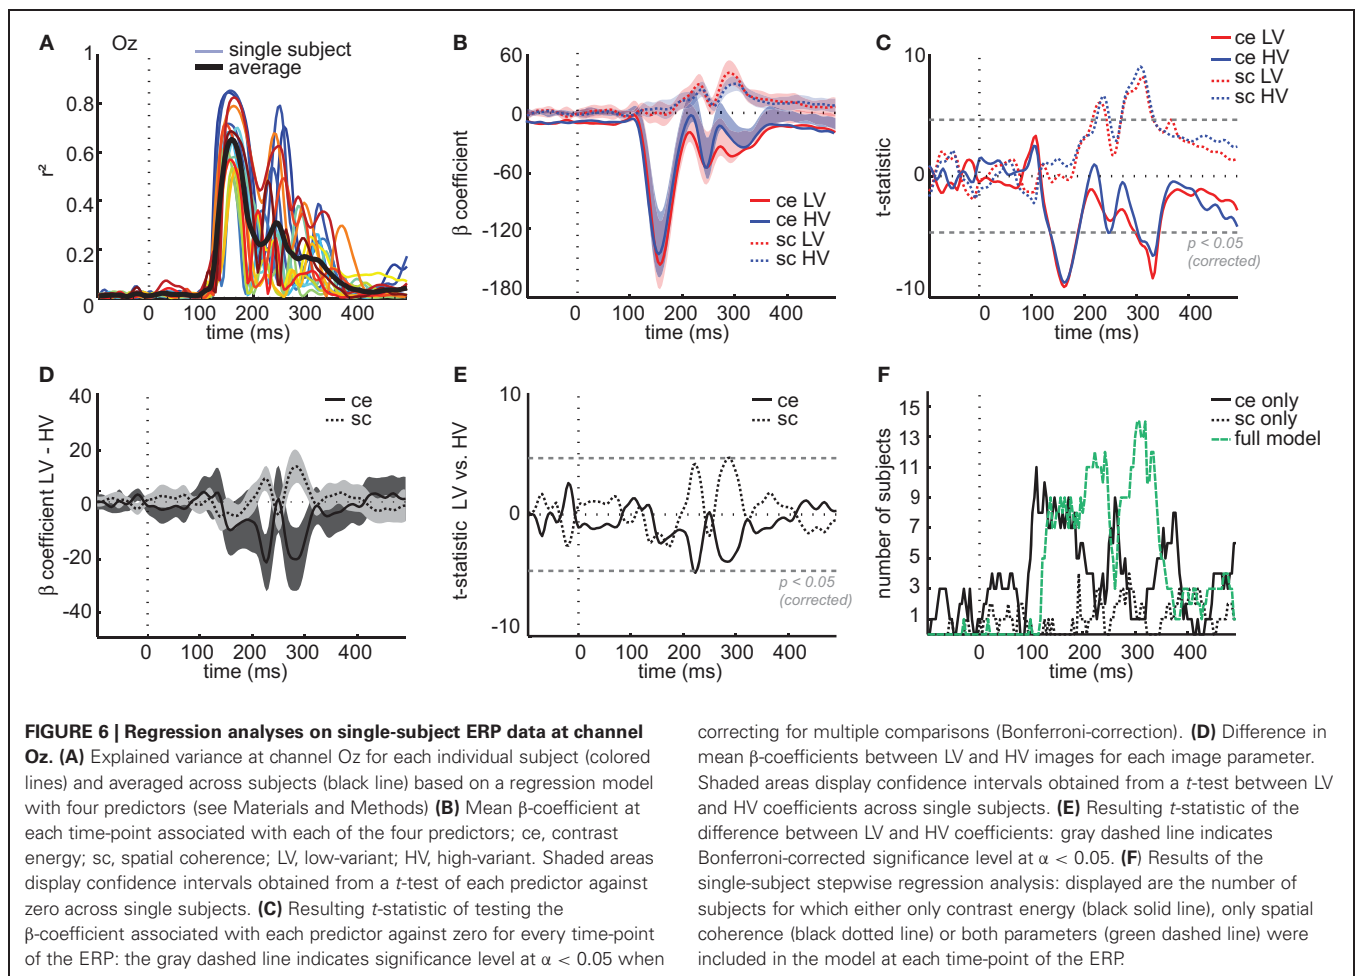 A
Oz
single subject
average
1
0.8
0.6
0.4
0.2
0
r²
0 100 200 300 400
time (ms)
B
60
0
-60
-120
-180
β coefficient
ce LV
ce HV
sc LV
sc HV
0 100 200 300 400
time (ms)
C
ce LV
ce HV
sc LV
sc HV
10
0
-10
t-statistic
p < 0.05
(corrected)
0 100 200 300 400
time (ms)
D
40
20
0
-20
-40
β coefficient LV - HV
ce
sc
0 100 200 300 400
time (ms)
E
10
0
-10
t-statistic LV vs. HV
ce
sc
p < 0.05
(corrected)
0 100 200 300 400
time (ms)
F
15
13
11
9
7
5
3
1
number of subjects
ce only
sc only
full model
0 100 200 300 400
time (ms)
FIGURE 6 | Regression analyses on single-subject ERP data at channel
Oz. (A) Explained variance at channel Oz for each individual subject (colored
lines) and averaged across subjects (black line) based on a regression model
with four predictors (see Materials and Methods) (B) Mean β-coefficient at
each time-point associated with each of the four predictors; ce, contrast
energy; sc, spatial coherence; LV, low-variant; HV, high-variant. Shaded areas
display confidence intervals obtained from a t-test of each predictor against
zero across single subjects. (C) Resulting t-statistic of testing the
β-coefficient associated with each predictor against zero for every time-point
of the ERP: the gray dashed line indicates significance level at α < 0.05 when
correcting for multiple comparisons (Bonferroni-correction). (D) Difference in
mean β-coefficients between LV and HV images for each image parameter.
Shaded areas display confidence intervals obtained from a t-test between LV
and HV coefficients across single subjects. (E) Resulting t-statistic of the
difference between LV and HV coefficients: gray dashed line indicates
Bonferroni-corrected significance level at α < 0.05. (F) Results of the
single-subject stepwise regression analysis: displayed are the number of
subjects for which either only contrast energy (black solid line), only spatial
coherence (black dotted line) or both parameters (green dashed line) were
included in the model at each time-point of the ERP.